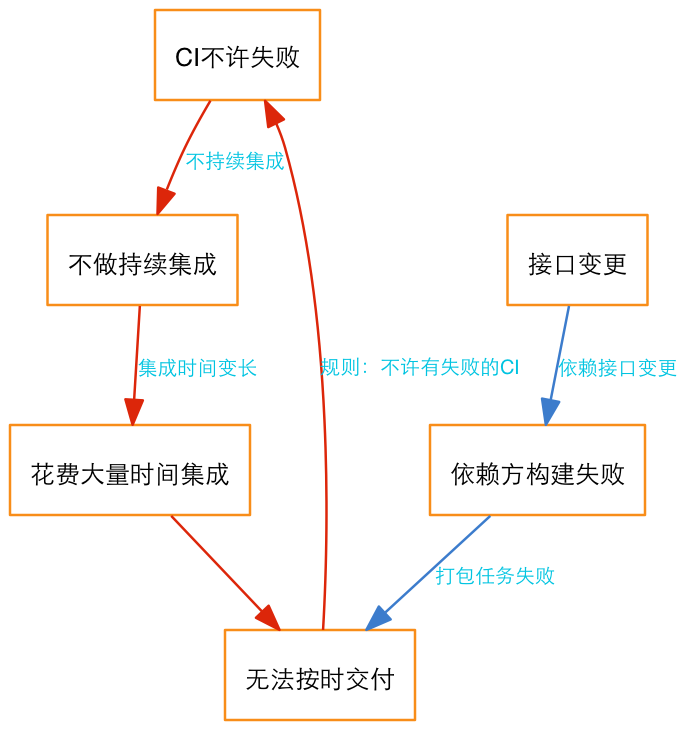 CI不许失败
不持续集成
不做持续集成
接口变更
集成时间变长
规则：不许有失败的CI
依赖接口变更
花费大量时间集成
依赖方构建失败
打包任务失败
无法按时交付